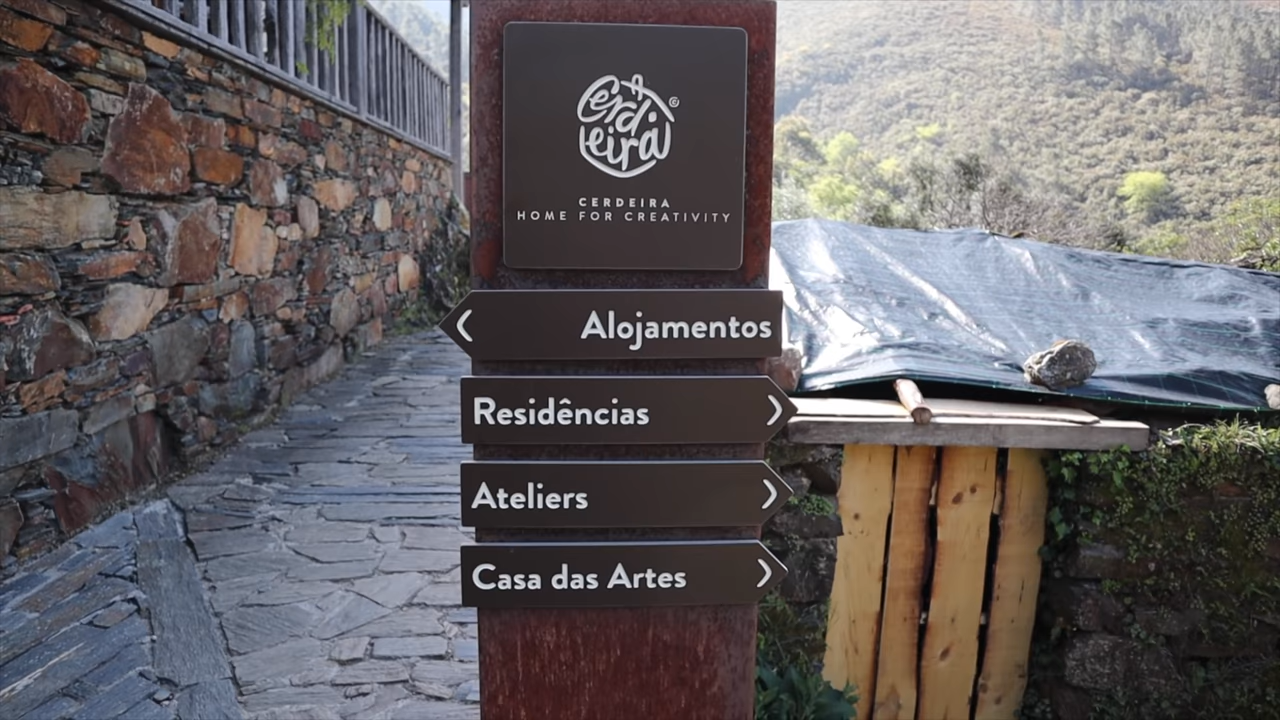 Cerdeira
CERDEIRA
HOME FOR CREATIVITY
Alojamentos
Residências
Ateliers
Casa das Artes